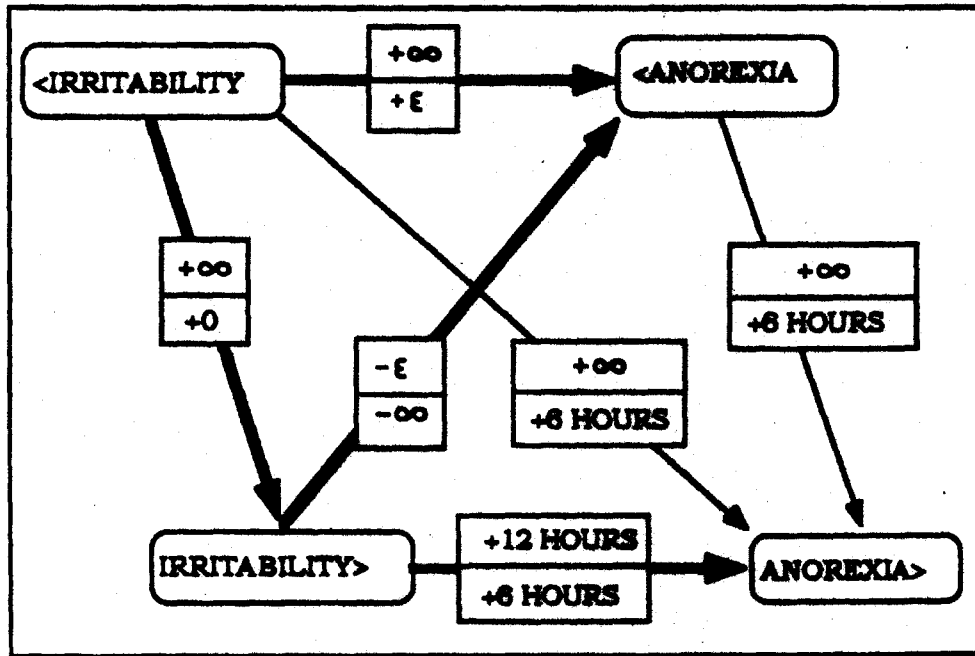 <IRRITABILITY
+∞
+ε
<ANOREXIA
+∞
+0
-ε
-∞
+∞
+6 HOURS
+∞
+6 HOURS
IRRITABILITY>
+12 HOURS
+6 HOURS
ANOREXIA>